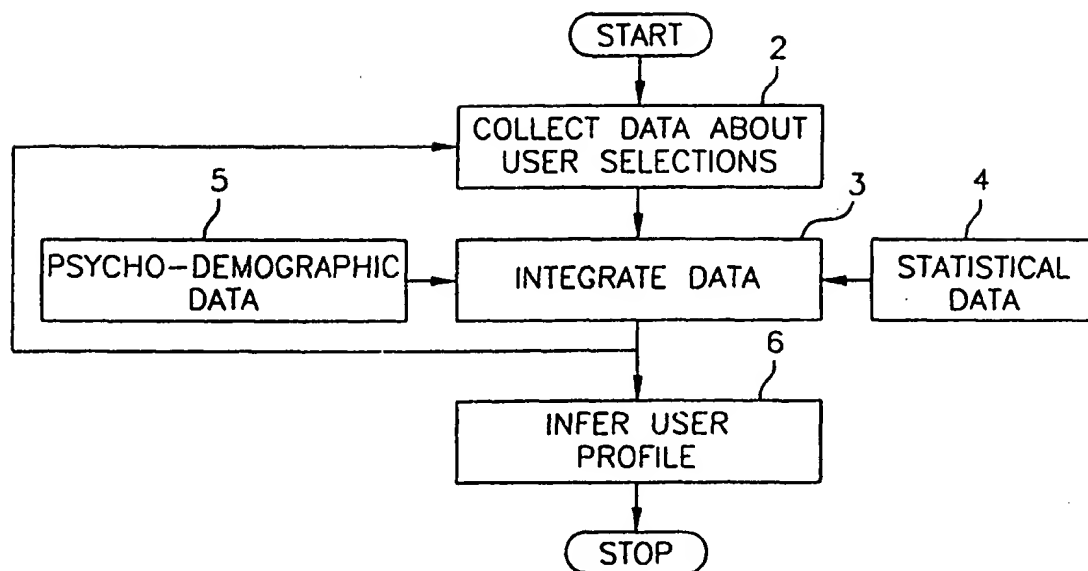 START
2
COLLECT DATA ABOUT
USER SELECTIONS
5
3
4
PSYCHO-DEMOGRAPHIC
DATA
INTEGRATE DATA
STATISTICAL
DATA
6
INFER USER
PROFILE
STOP